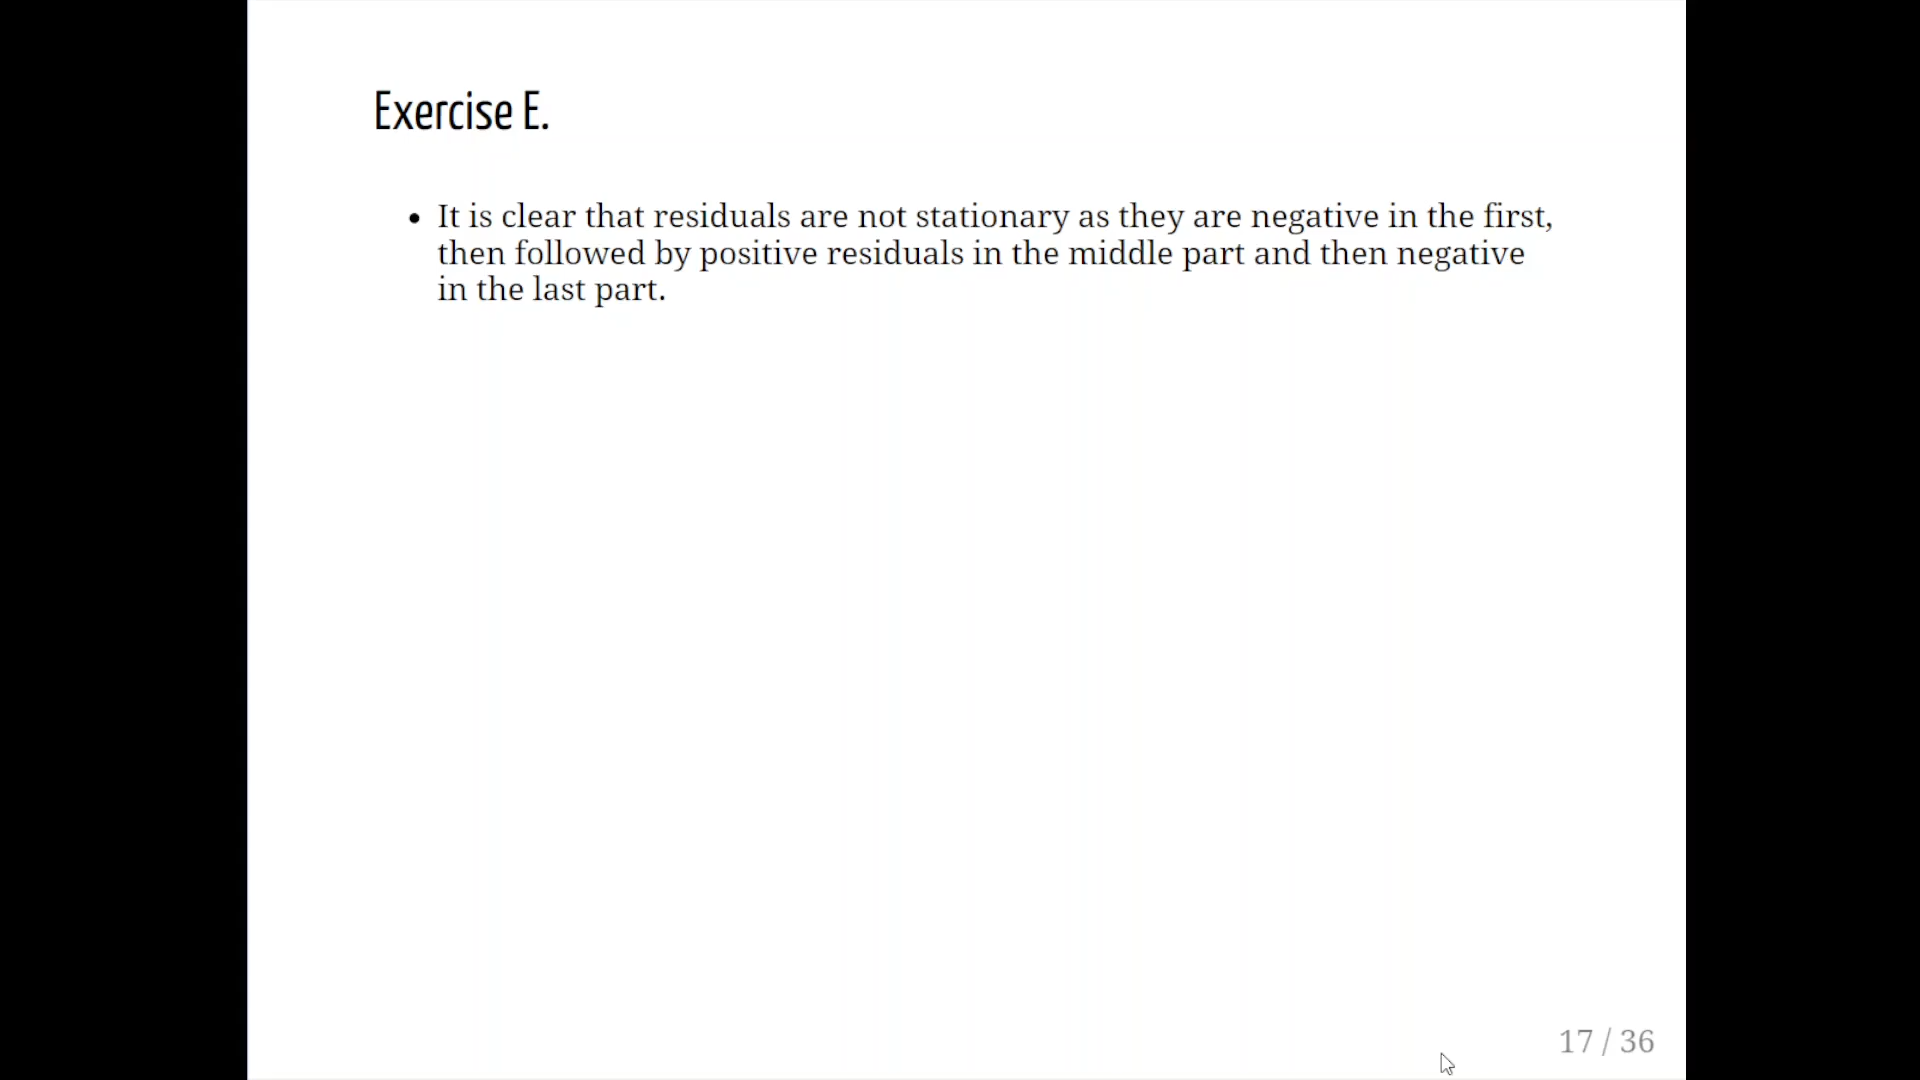 Exercise E.
• It is clear that residuals are not stationary as they are negative in the first,
then followed by positive residuals in the middle part and then negative
in the last part.
17 / 36